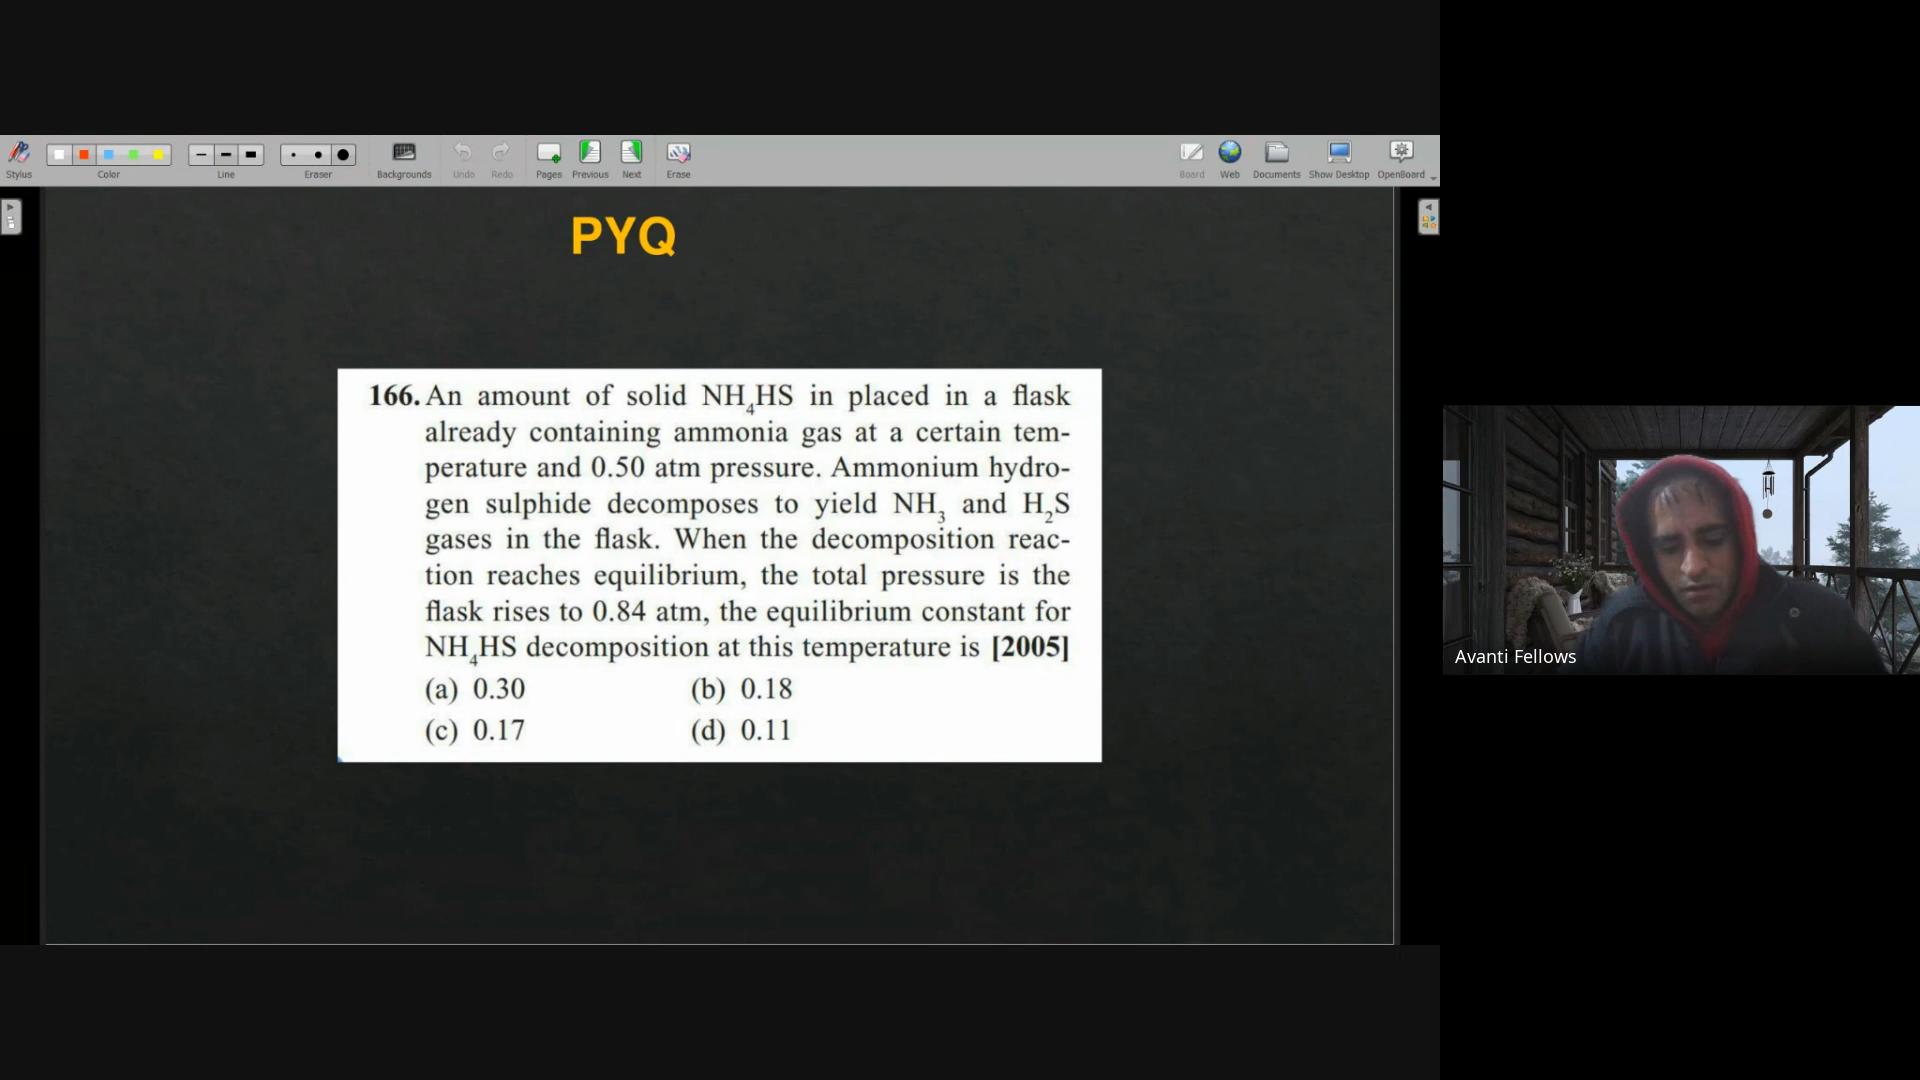 Stylus Color Line Eraser Backgrounds Undo Redo Pages Previous Next Erase Board Web Documents Show Desktop OpenBoard
PYQ
166. An amount of solid NH₄HS in placed in a flask
already containing ammonia gas at a certain tem-
perature and 0.50 atm pressure. Ammonium hydro-
gen sulphide decomposes to yield NH₃ and H₂S
gases in the flask. When the decomposition reac-
tion reaches equilibrium, the total pressure is the
flask rises to 0.84 atm, the equilibrium constant for
NH₄HS decomposition at this temperature is [2005]
(a) 0.30 (b) 0.18
(c) 0.17 (d) 0.11
Avanti Fellows